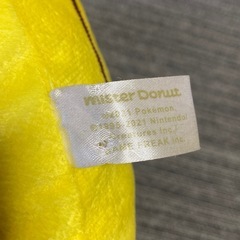 mister Donut
©2021 Pokémon.
©1995-2021 Nintendo/
Creatures Inc./
GAME FREAK inc.